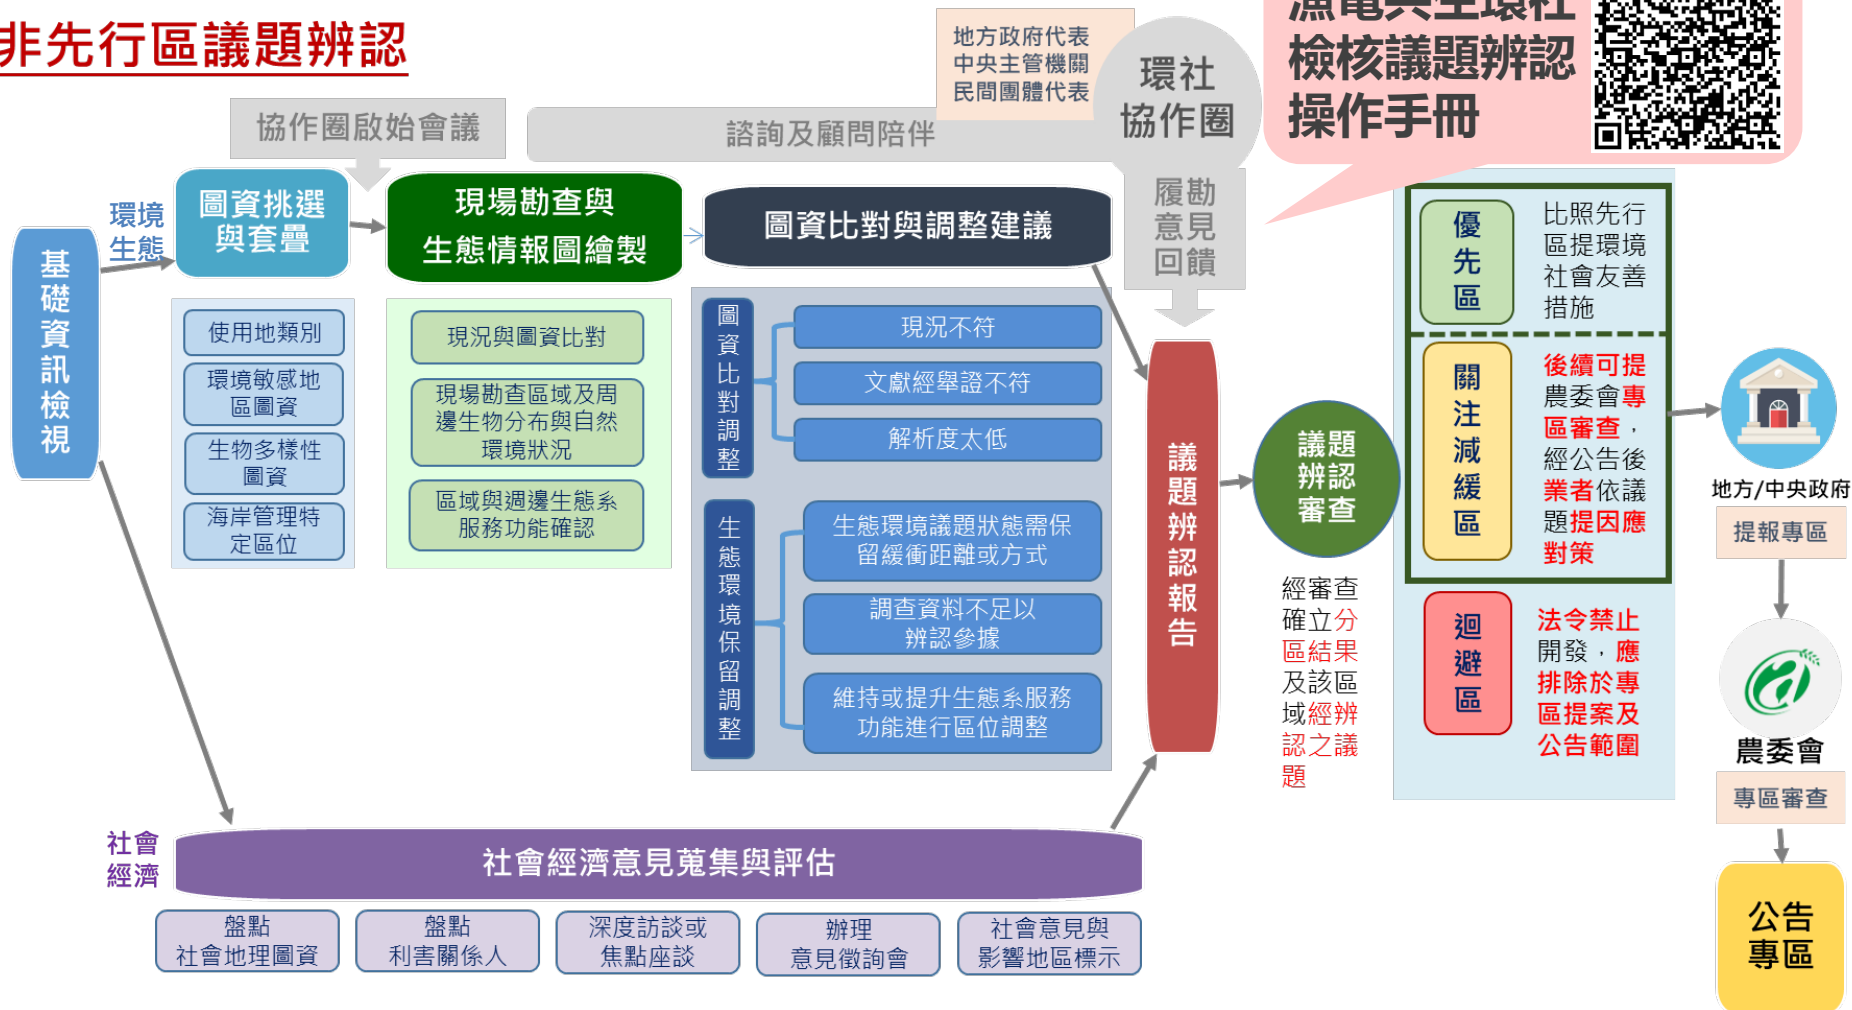 非先行區議題辨認
地方政府代表
中央主管機關
民間團體代表
環社
協作圈
漁電共生環社
檢核議題辨認
操作手冊
協作圈啟始會議
諮詢及顧問陪伴
履勘
意見
回饋
基
礎
資
訊
檢
視
環境
生態
圖資挑選
與套疊
使用地類別
環境敏感地
區圖資
生物多樣性
圖資
海岸管理特
定區位
現場勘查與
生態情報圖繪製
現況與圖資比對
現場勘查區域及周
邊生物分布與自然
環境狀況
區域與週邊生態系
服務功能確認
圖資比對與調整建議
圖
資
比
對
調
整
現況不符
文獻經舉證不符
解析度太低
生
態
環
境
保
留
調
整
生態環境議題狀態需保
留緩衝距離或方式
調查資料不足以
辨認參據
維持或提升生態系服務
功能進行區位調整
社會
經濟
社會經濟意見蒐集與評估
盤點
社會地理圖資
盤點
利害關係人
深度訪談或
焦點座談
辦理
意見徵詢會
社會意見與
影響地區標示
議
題
辨
認
報
告
議題
辨認
審查
經審查
確立分
區結果
及該區
域經辨
認之議
題
優
先
區
比照先行
區提環境
社會友善
措施
關
注
減
緩
區
後續可提
農委會專
區審查，
經公告後
業者依議
題提因應
對策
迴
避
區
法令禁止
開發，應
排除於專
區提案及
公告範圍
地方/中央政府
提報專區
農委會
專區審查
公告
專區